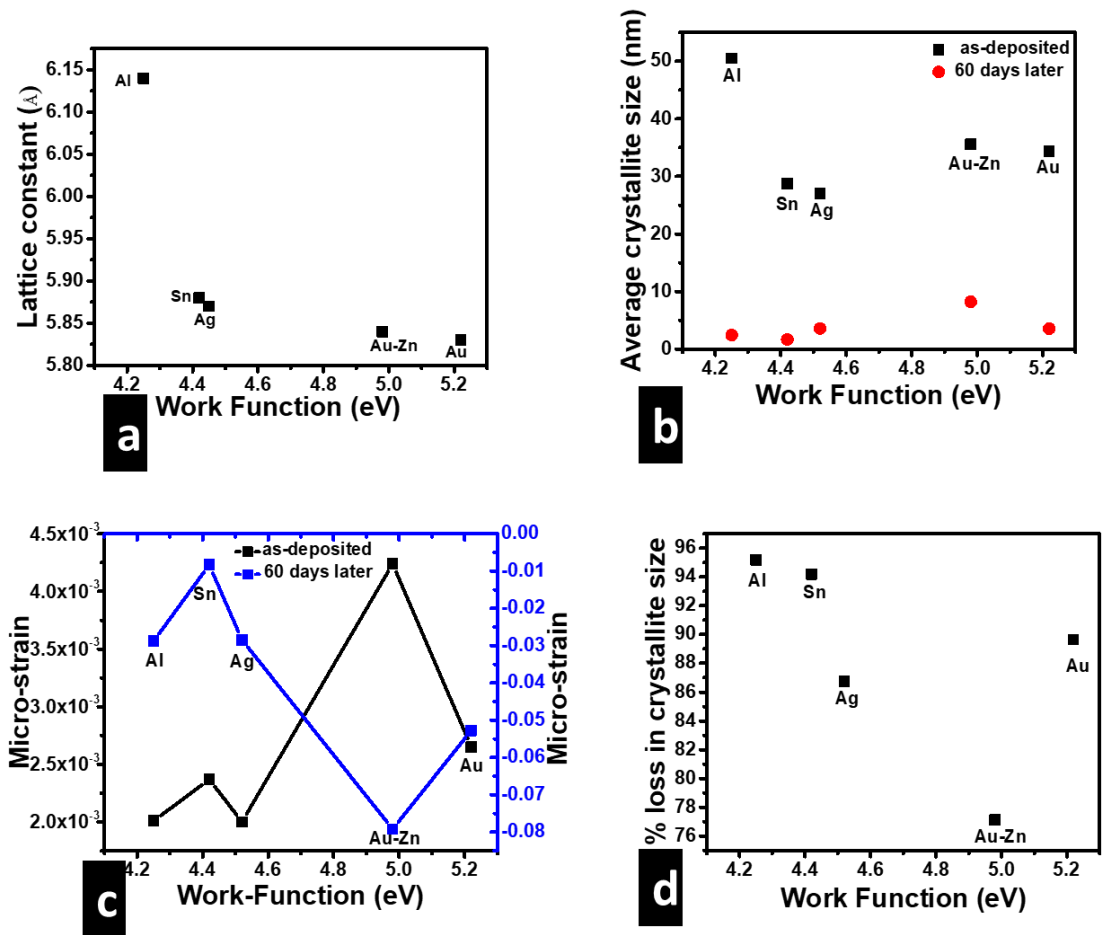 6.15
6.10
6.05
6.00
5.95
5.90
5.85
5.80
Lattice constant (Å)
Al
Sn
Ag
Au-Zn
Au
4.2 4.4 4.6 4.8 5.0 5.2
Work Function (eV)
a
50
40
30
20
10
0
Average crystallite size (nm)
as-deposited
60 days later
Al
Sn
Ag
Au-Zn
Au
4.2 4.4 4.6 4.8 5.0 5.2
Work Function (eV)
b
4.5x10⁻³
4.0x10⁻³
3.5x10⁻³
3.0x10⁻³
2.5x10⁻³
2.0x10⁻³
Micro-strain
as-deposited
60 days later
Al
Sn
Ag
Au-Zn
Au
0.00
-0.01
-0.02
-0.03
-0.04
-0.05
-0.06
-0.07
-0.08
Micro-strain
4.2 4.4 4.6 4.8 5.0 5.2
Work-Function (eV)
c
96
94
92
90
88
86
84
82
80
78
76
% loss in crystallite size
Al
Sn
Ag
Au-Zn
Au
4.2 4.4 4.6 4.8 5.0 5.2
Work Function (eV)
d